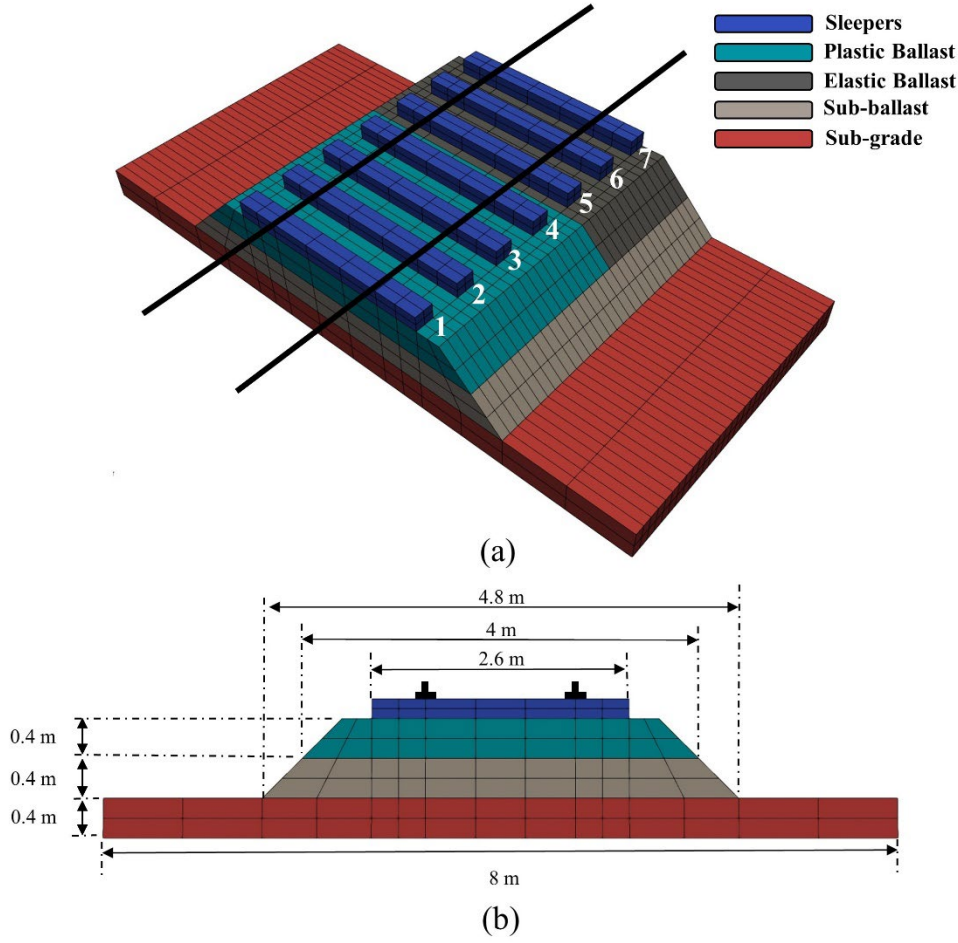 Sleepers
Plastic Ballast
Elastic Ballast
Sub-ballast
Sub-grade
7
6
5
4
3
2
1
(a)
4.8 m
4 m
2.6 m
0.4 m
0.4 m
0.4 m
8 m
(b)